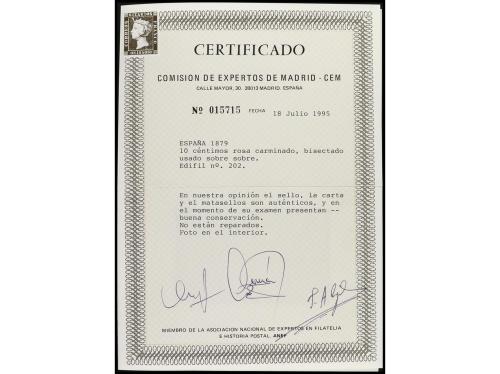 CERTIFICADO
COMISION DE EXPERTOS DE MADRID - CEM
CALLE MAYOR, 30. 28013 MADRID. ESPAÑA
Nº 015715 FECHA 18 Julio 1995
ESPAÑA 1879
10 céntimos rosa carminado, bisectado
usado sobre sobre.
Edifil nº. 202.
En nuestra opinión el sello, la carta
y el matasellos son auténticos, y en
el momento de su examen presentan --
buena conservación.
No están reparados.
Foto en el interior.
MIEMBRO DE LA ASOCIACION NACIONAL DE EXPERTOS EN FILATELIA
E HISTORIA POSTAL ANEF